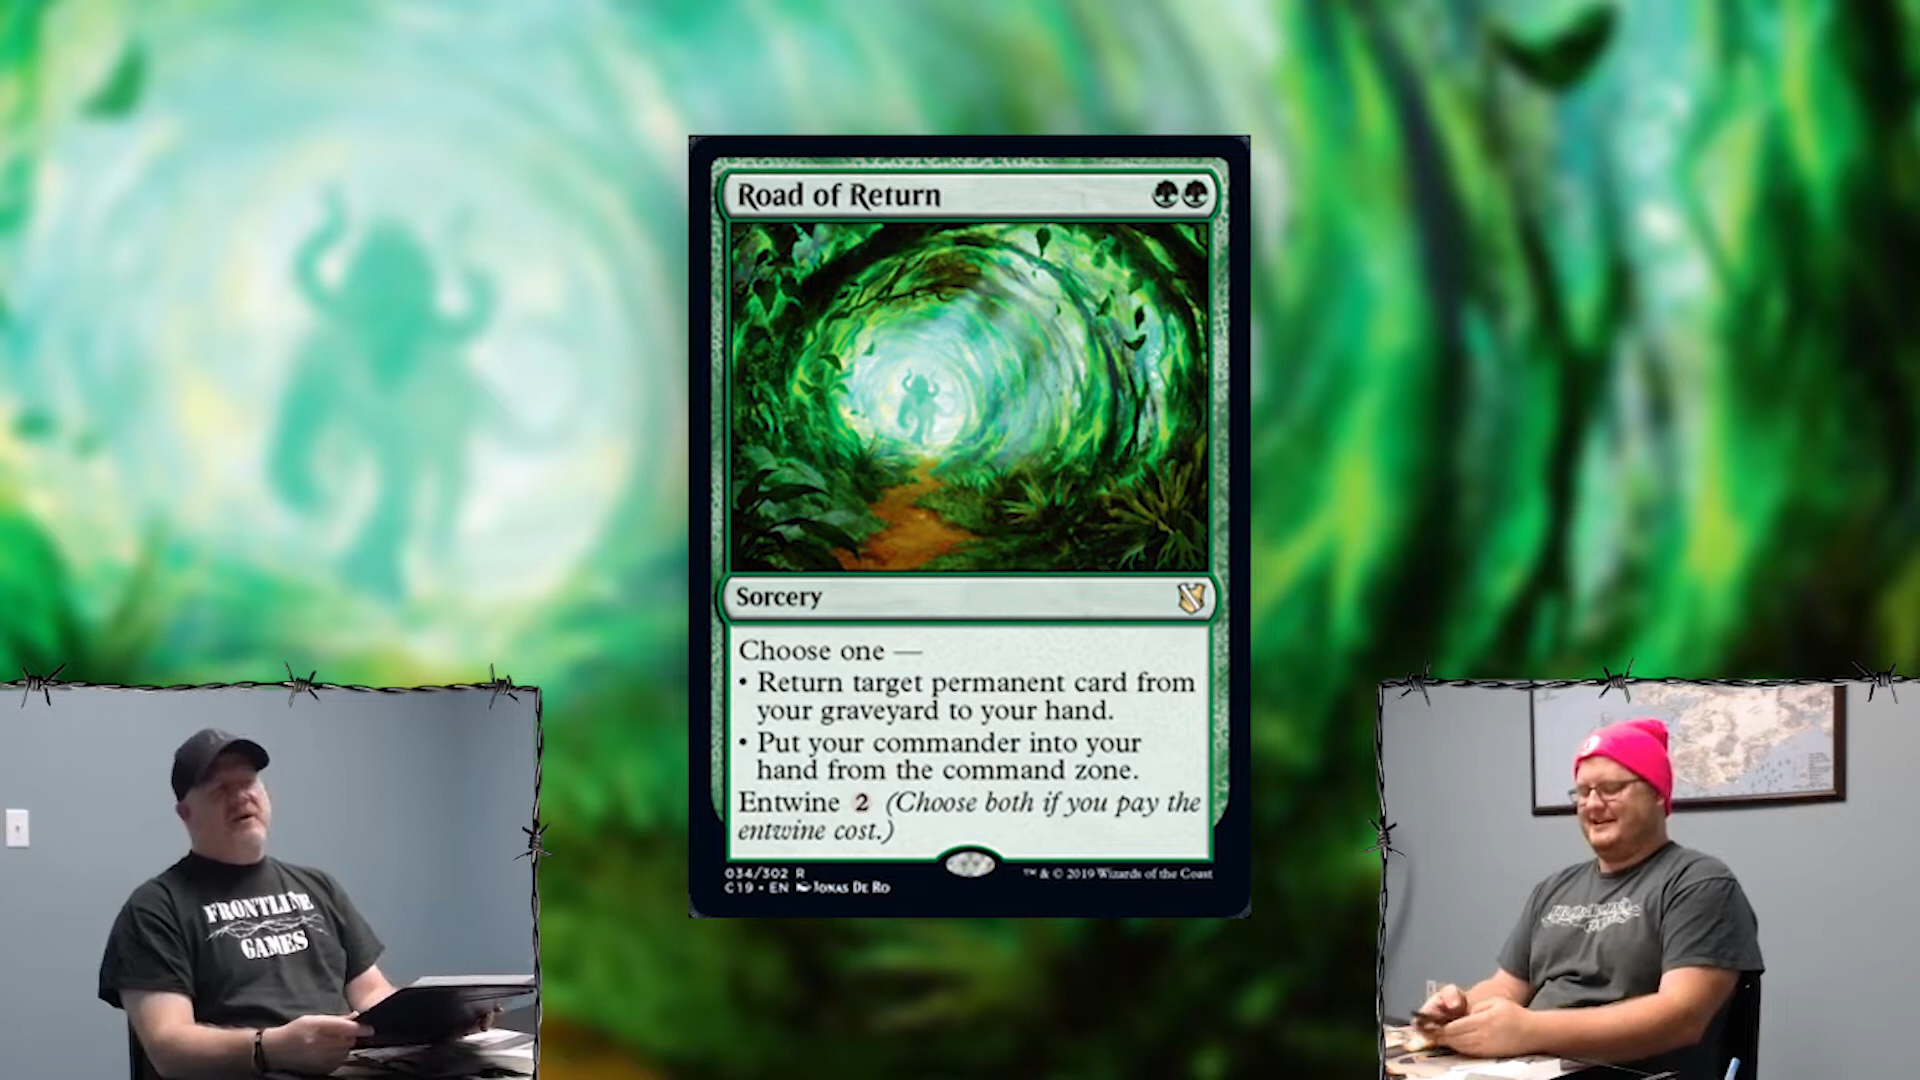 Road of Return
Sorcery
Choose one —
• Return target permanent card from
your graveyard to your hand.
• Put your commander into your
hand from the command zone.
Entwine 2 (Choose both if you pay the
entwine cost.)
034/302 R
C19 • EN Jonas De Ro
™ & © 2019 Wizards of the Coast
FRONTLINE
GAMES